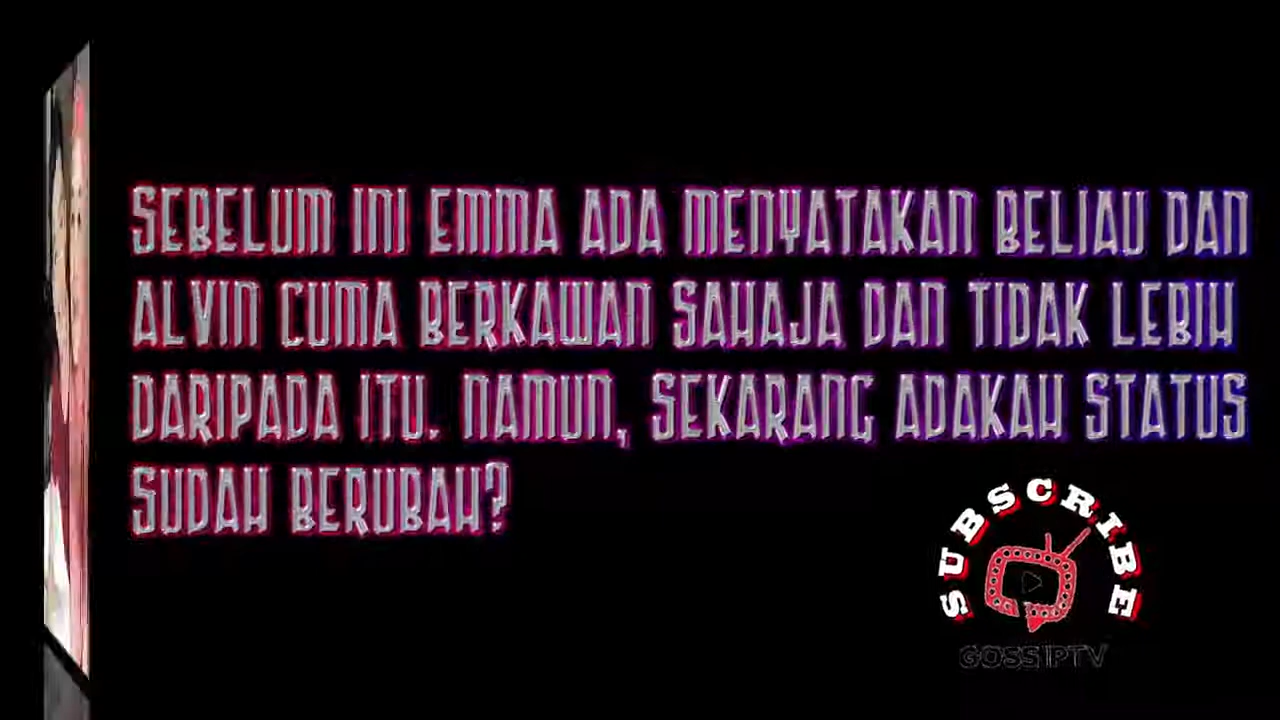 SEBELUM INI EMMA ADA MENYATAKAN BELIAU DAN
ALVIN CUMA BERKAWAN SAHAJA DAN TIDAK LEBIH
DARIPADA ITU. NAMUN, SEKARANG ADAKAH STATUS
SUDAH BERUBAH?
SUBSCRIBE
GOSSIPTV